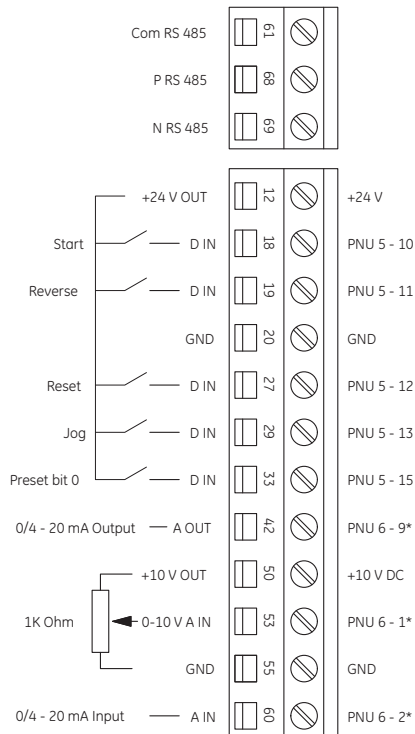 Com RS 485 61
P RS 485 68
N RS 485 69
+24 V OUT 12 +24 V
Start D IN 18 PNU 5 - 10
Reverse D IN 19 PNU 5 - 11
GND 20 GND
Reset D IN 27 PNU 5 - 12
Jog D IN 29 PNU 5 - 13
Preset bit 0 D IN 33 PNU 5 - 15
0/4 - 20 mA Output A OUT 42 PNU 6 - 9*
+10 V OUT 50 +10 V DC
1K Ohm 0-10 V A IN 53 PNU 6 - 1*
GND 55 GND
0/4 - 20 mA Input A IN 60 PNU 6 - 2*